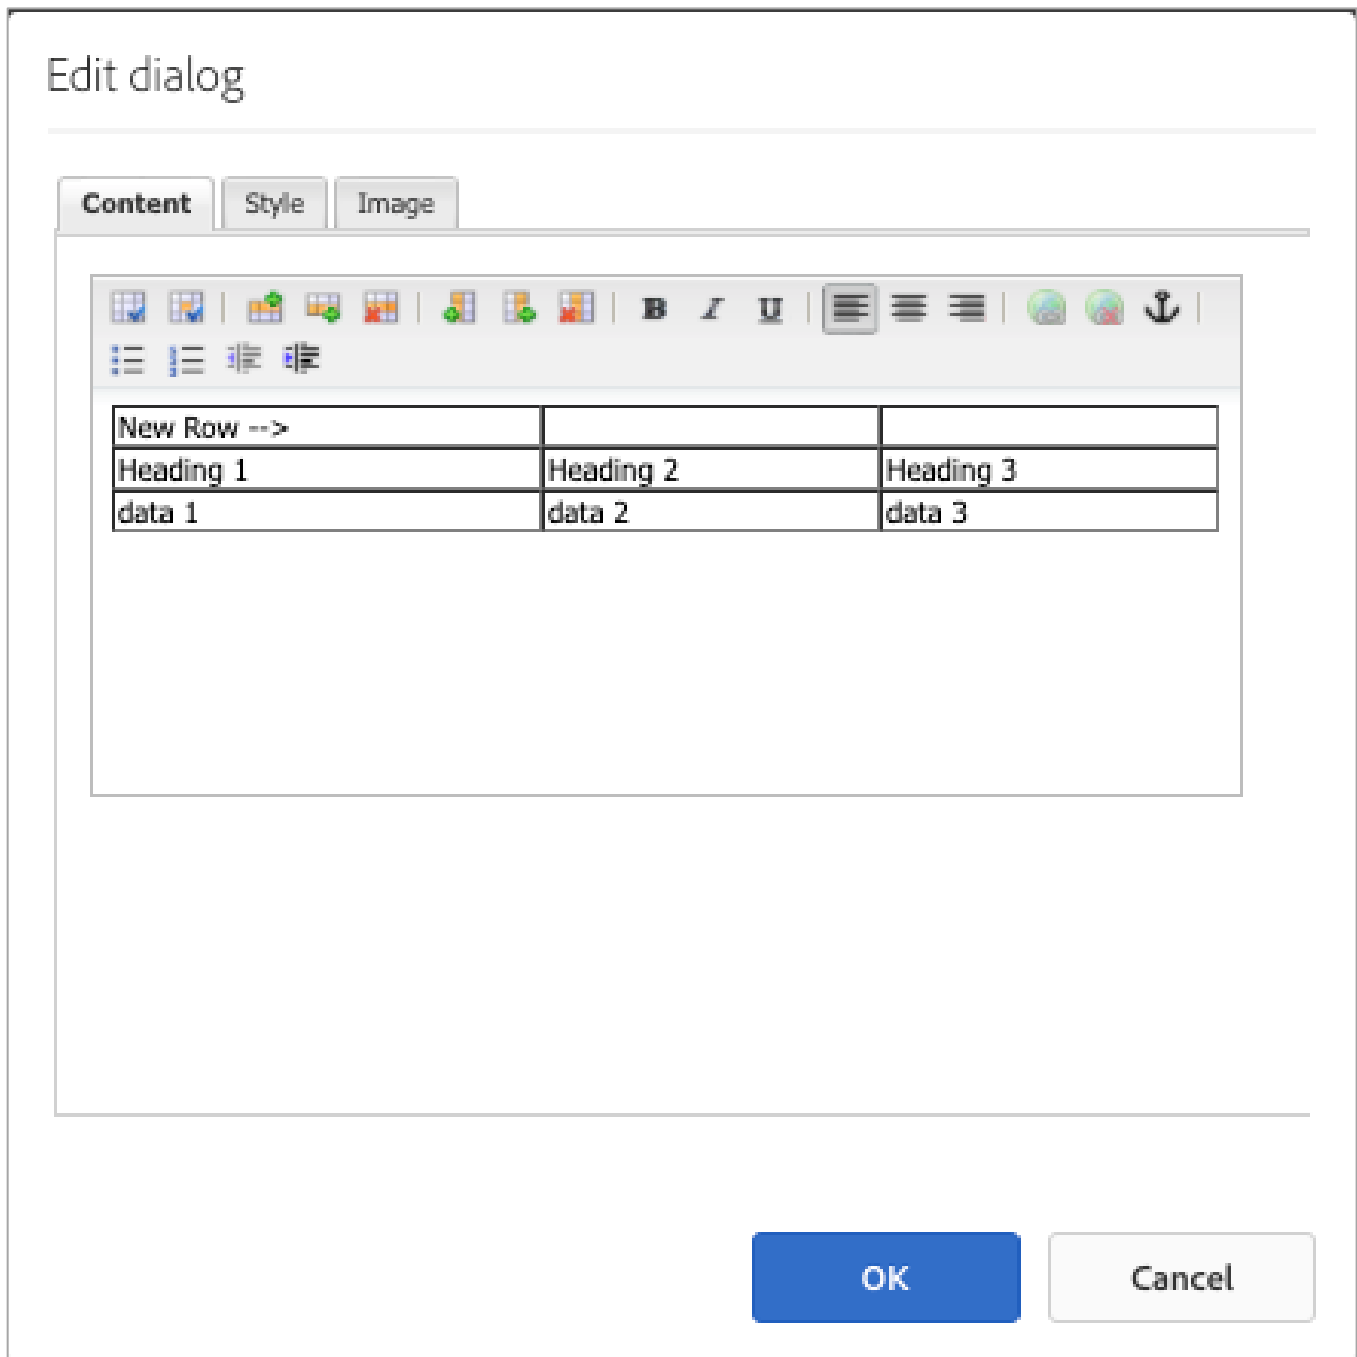 Edit dialog
Content Style Image
B I U
New Row -->
Heading 1 Heading 2 Heading 3
data 1 data 2 data 3
OK Cancel